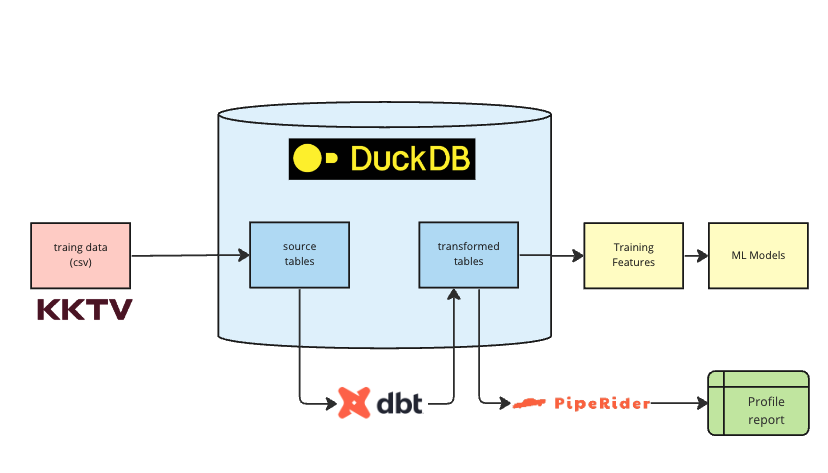 DuckDB
traing data
(csv)
source
tables
transformed
tables
Training
Features
ML Models
KKTV
dbt
PipeRider
Profile
report